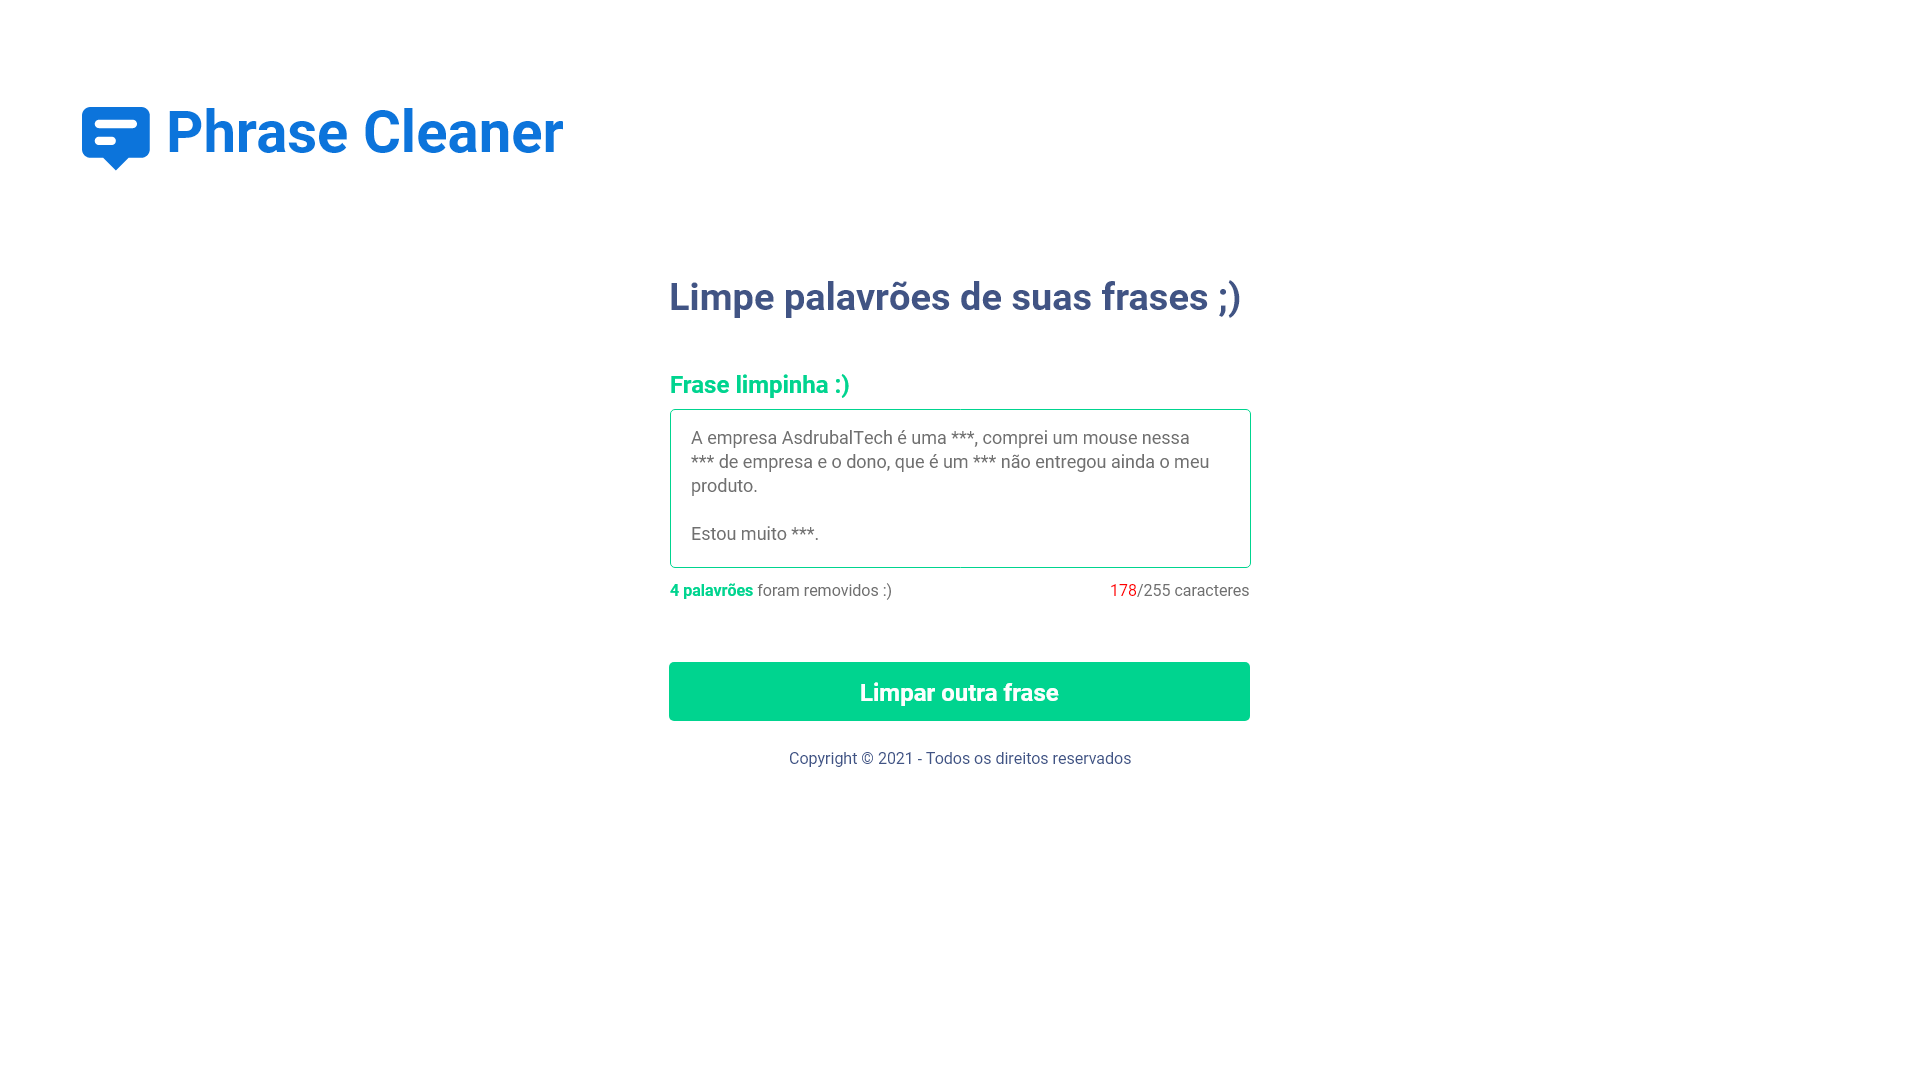 Phrase Cleaner
Limpe palavrões de suas frases ;)
Frase limpinha :)
A empresa AsdrubalTech é uma ***, comprei um mouse nessa
*** de empresa e o dono, que é um *** não entregou ainda o meu
produto.
Estou muito ***.
4 palavrões foram removidos :)
178/255 caracteres
Limpar outra frase
Copyright © 2021 - Todos os direitos reservados